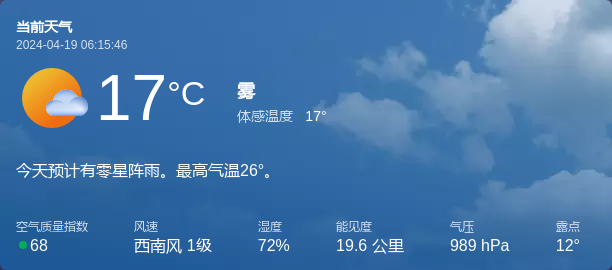 当前天气
2024-04-19 06:15:46
17°C
雾
体感温度 17°
今天预计有零星阵雨。最高气温26°。
空气质量指数 风速 湿度 能见度 气压 露点
68 西南风 1级 72% 19.6 公里 989 hPa 12°